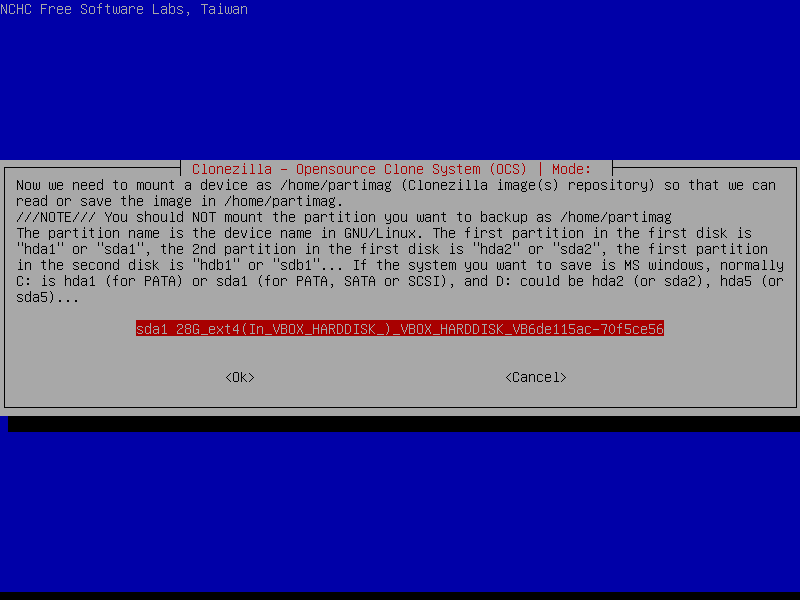 NCHC Free Software Labs, Taiwan
Clonezilla - Opensource Clone System (OCS) | Mode:
Now we need to mount a device as /home/partimag (Clonezilla image(s) repository) so that we can
read or save the image in /home/partimag.
///NOTE/// You should NOT mount the partition you want to backup as /home/partimag
The partition name is the device name in GNU/Linux. The first partition in the first disk is
"hda1" or "sda1", the 2nd partition in the first disk is "hda2" or "sda2", the first partition
in the second disk is "hdb1" or "sdb1"... If the system you want to save is MS windows, normally
C: is hda1 (for PATA) or sda1 (for PATA, SATA or SCSI), and D: could be hda2 (or sda2), hda5 (or
sda5)...
sda1 28G_ext4(In_VBOX_HARDDISK_)_VBOX_HARDDISK_VB6de115ac-70f5ce56
<Ok> <Cancel>